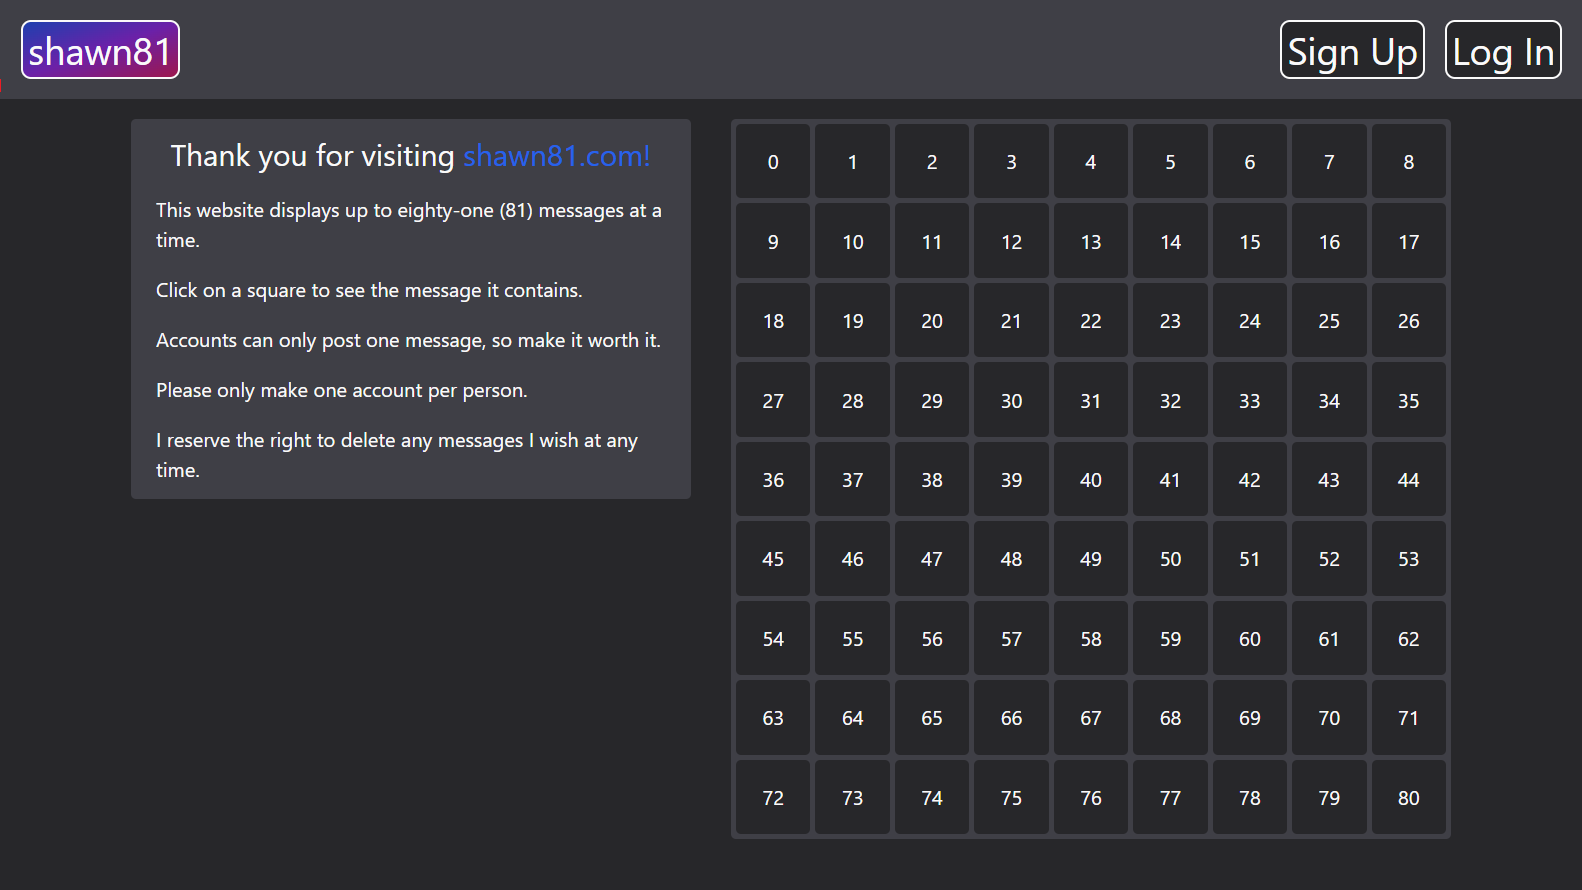 shawn81
Sign Up
Log In
Thank you for visiting shawn81.com!
This website displays up to eighty-one (81) messages at a
time.
Click on a square to see the message it contains.
Accounts can only post one message, so make it worth it.
Please only make one account per person.
I reserve the right to delete any messages I wish at any
time.
0 1 2 3 4 5 6 7 8
9 10 11 12 13 14 15 16 17
18 19 20 21 22 23 24 25 26
27 28 29 30 31 32 33 34 35
36 37 38 39 40 41 42 43 44
45 46 47 48 49 50 51 52 53
54 55 56 57 58 59 60 61 62
63 64 65 66 67 68 69 70 71
72 73 74 75 76 77 78 79 80